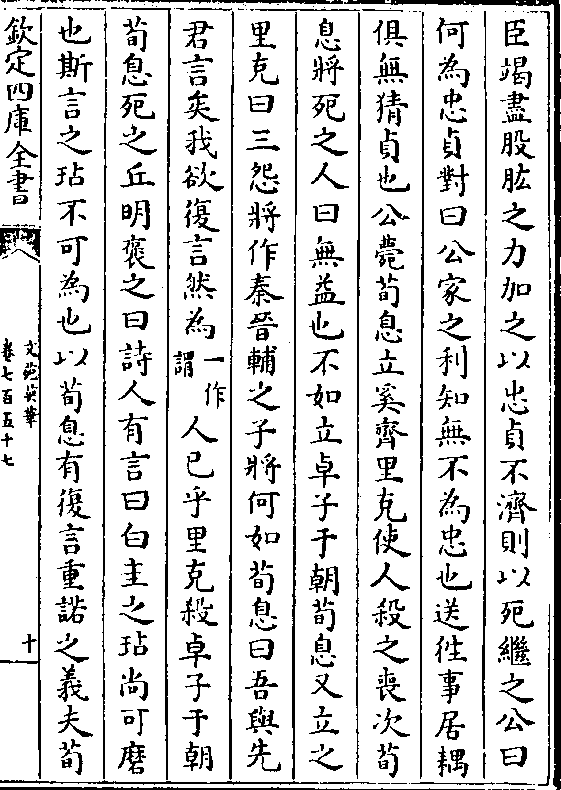 臣竭盡股肱之力加之以忠貞不濟則以死繼之公曰
何為忠貞對曰公家之利知無不為忠也送徃事居耦
俱無猜貞也公薨荀息立奚齊里克使人殺之喪次荀
息將死之人曰無益也不如立卓子于朝荀息又立之
里克曰三怨將作秦晉輔之子將何如荀息曰吾與先
君言矣我欲復言然為一作謂人已乎里克殺卓子于朝
荀息死之丘明褒之曰詩人有言曰白圭之玷尚可磨
也斯言之玷不可為也以荀息有復言重諾之義夫荀
欽定四庫全書
文苑英華
卷七百五十七
十